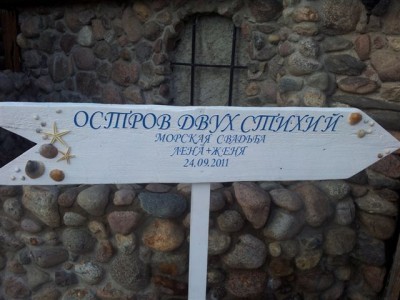 ОСТРОВ ДВУХ СТИХИЙ
МОРСКАЯ СВАДЬБА
ЛЕНА+ЖЕНЯ
24.09.2011